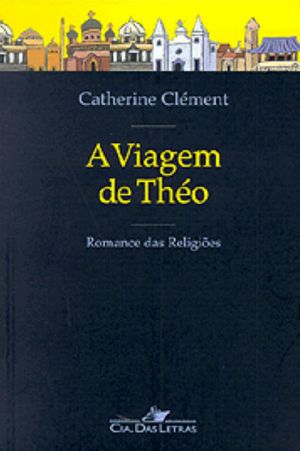 Catherine Clément
A Viagem
de Théo
Romance das Religiões
CIA. DAS LETRAS